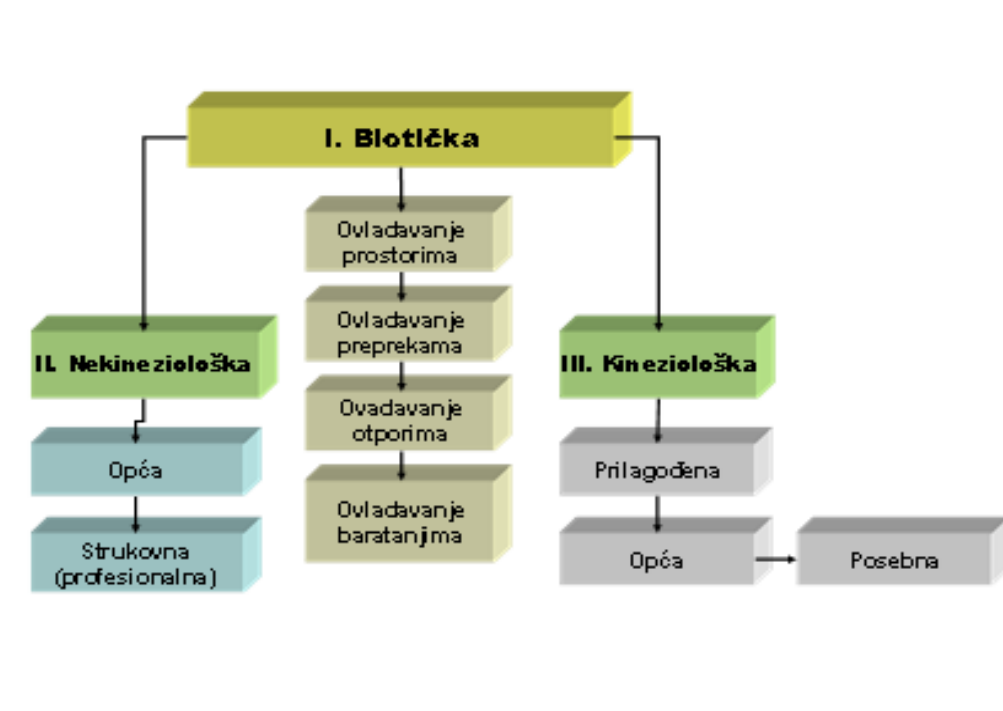 I. Biotička
Ovladavanje
prostorima
Ovladavanje
preprekama
Ovadavanje
otporima
Ovladavanje
baratanjima
II. Nekineziološka
Opća
Strukovna
(profesionalna)
III. Kineziološka
Prilagođena
Opća
Posebna